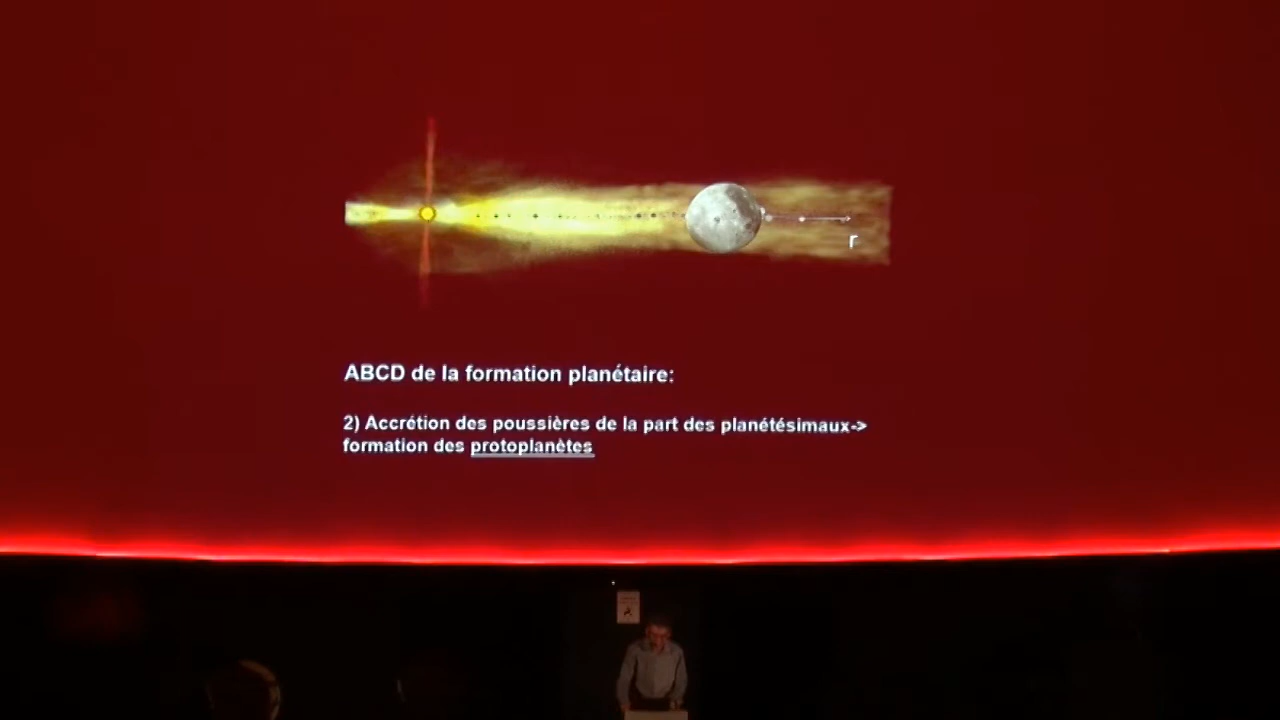 r
ABCD de la formation planétaire:
2) Accrétion des poussières de la part des planétésimaux->
formation des protoplanètes